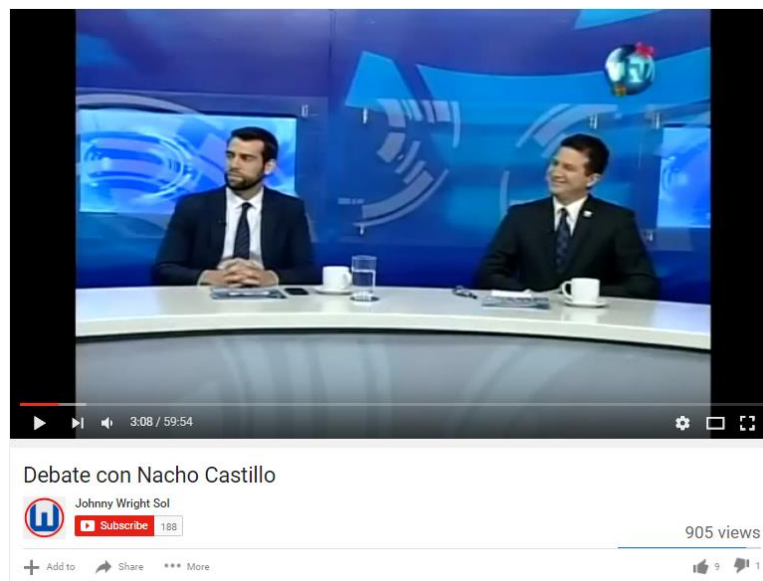 tv
3:08 / 59:54
Debate con Nacho Castillo
Johnny Wright Sol
Subscribe 188
905 views
Add to Share More 9 1